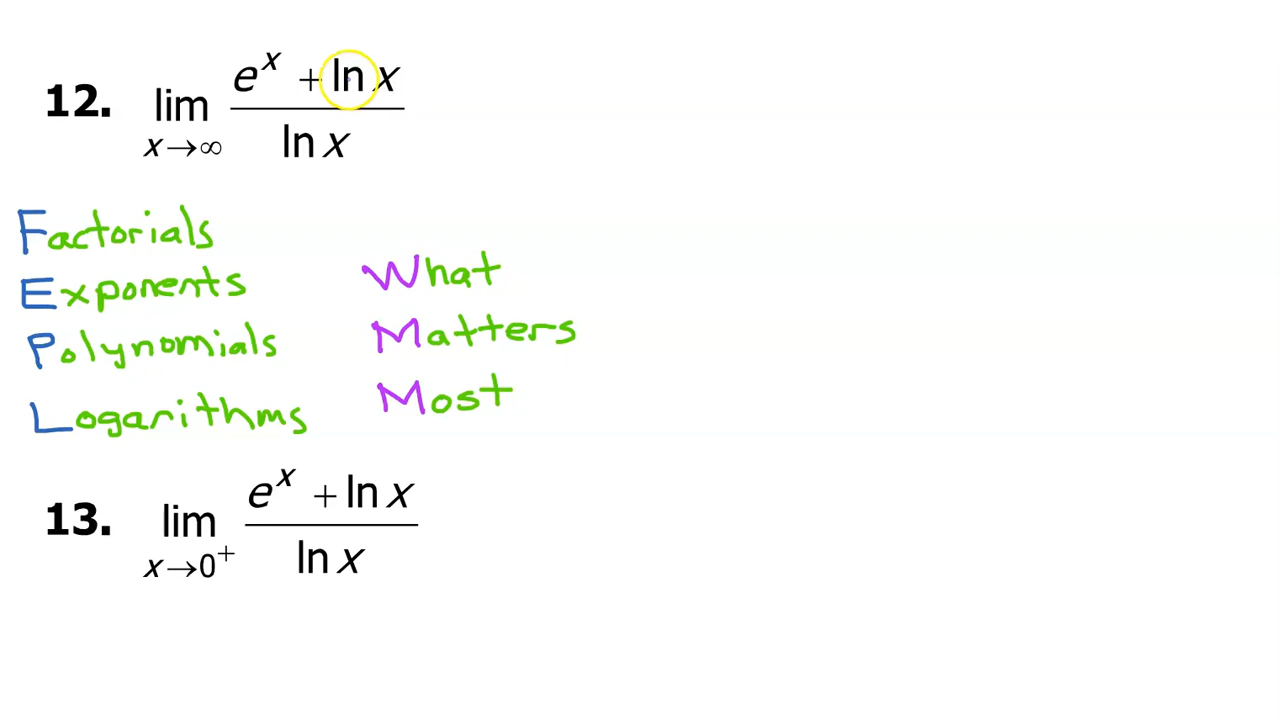 12. lim x→∞ (e^x + ln x) / (ln x)
Factorials
Exponents
Polynomials
Logarithms
What
Matters
Most
13. lim x→0⁺ (e^x + ln x) / (ln x)